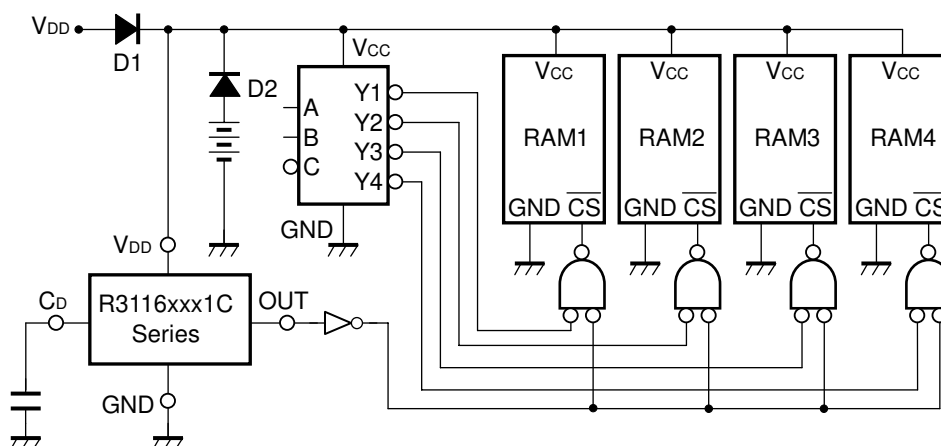 VDD
D1
D2
VCC
A
B
C
Y1
Y2
Y3
Y4
GND
VCC
RAM1
GND CS
VCC
RAM2
GND CS
VCC
RAM3
GND CS
VCC
RAM4
GND CS
VDD
CD
R3116xxx1C
Series
OUT
GND